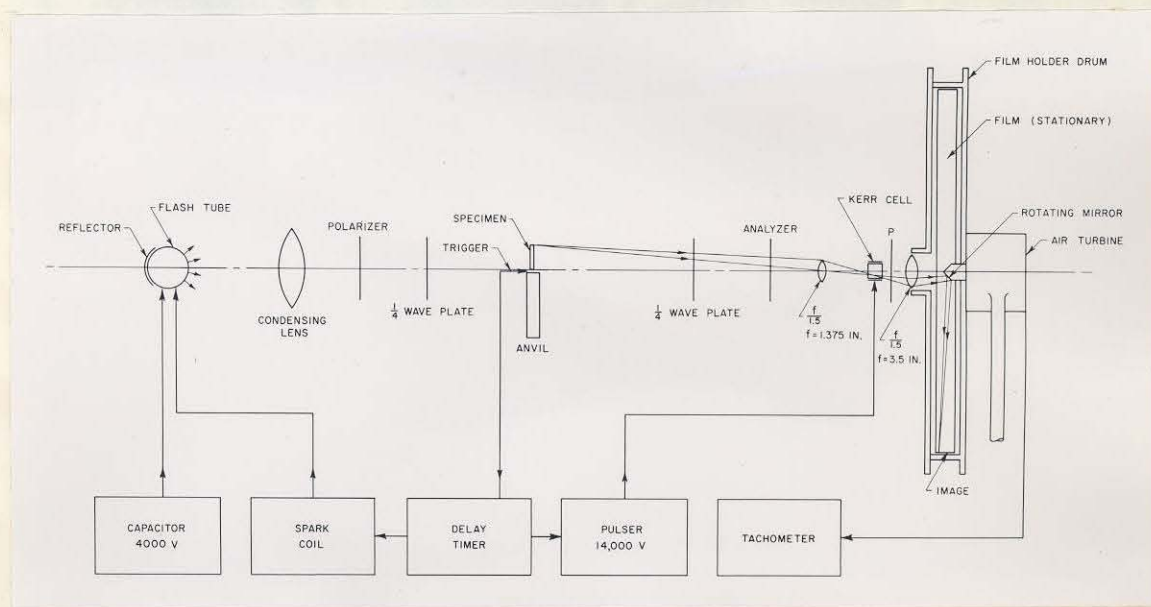 FILM HOLDER DRUM
FILM (STATIONARY)
ROTATING MIRROR
AIR TURBINE
KERR CELL
P
ANALYZER
SPECIMEN
TRIGGER
POLARIZER
FLASH TUBE
REFLECTOR
CONDENSING
LENS
1/4 WAVE PLATE
ANVIL
1/4 WAVE PLATE
f/1.5
f=1.375 IN.
f/1.5
f=3.5 IN.
IMAGE
CAPACITOR
4000 V
SPARK
COIL
DELAY
TIMER
PULSER
14,000 V
TACHOMETER